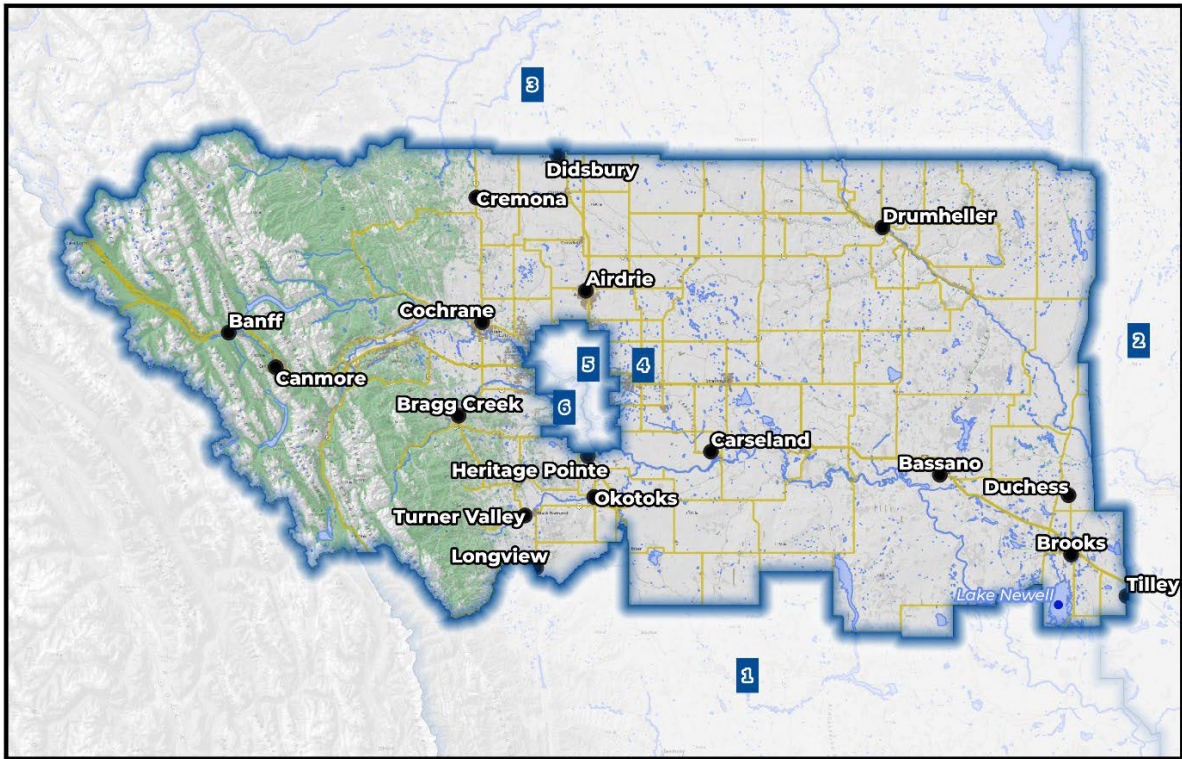 3
Didsbury
Cremona
Drumheller
Airdrie
Cochrane
Banff
2
5
4
Canmore
Bragg Creek
6
Carseland
Heritage Pointe
Bassano
Duchess
Okotoks
Turner Valley
Brooks
Longview
Tilley
Lake Newell
1